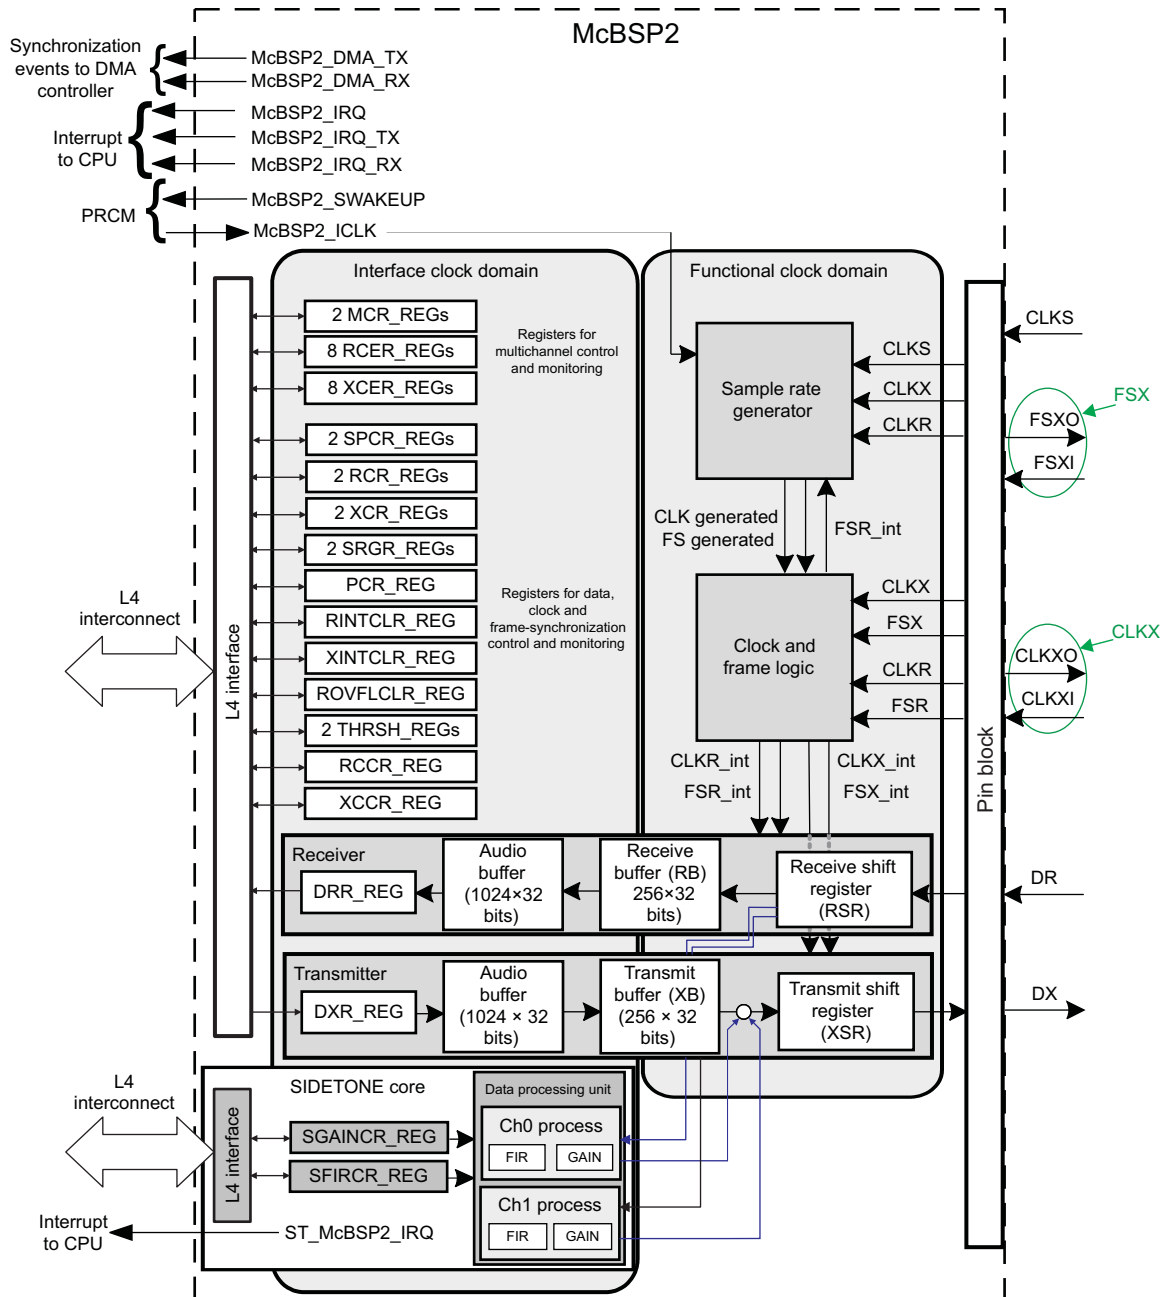 McBSP2
Synchronization
events to DMA
controller
McBSP2_DMA_TX
McBSP2_DMA_RX
Interrupt
to CPU
McBSP2_IRQ
McBSP2_IRQ_TX
McBSP2_IRQ_RX
PRCM
McBSP2_SWAKEUP
McBSP2_ICLK
Interface clock domain
Functional clock domain
2 MCR_REGs
8 RCER_REGs
8 XCER_REGs
Registers for
multichannel control
and monitoring
2 SPCR_REGs
2 RCR_REGs
2 XCR_REGs
2 SRGR_REGs
PCR_REG
RINTCLR_REG
XINTCLR_REG
ROVFLCLR_REG
2 THRSH_REGs
RCCR_REG
XCCR_REG
Registers for data,
clock and
frame-synchronization
control and monitoring
L4
interconnect
L4 interface
Sample rate
generator
CLKS
CLKX
CLKR
CLK generated
FS generated
FSR_int
Clock and
frame logic
CLKX
FSX
CLKR
FSR
CLKR_int
FSR_int
CLKX_int
FSX_int
Pin block
CLKS
FSX
FSXO
FSXI
CLKX
CLKXO
CLKXI
DR
DX
Receiver
DRR_REG
Audio
buffer
(1024×32
bits)
Receive
buffer (RB)
256×32
bits)
Receive shift
register
(RSR)
Transmitter
DXR_REG
Audio
buffer
(1024 × 32
bits)
Transmit
buffer (XB)
(256 × 32
bits)
Transmit shift
register
(XSR)
L4
interconnect
SIDETONE core
L4 interface
SGAINCR_REG
SFIRCR_REG
Data processing unit
Ch0 process
FIR
GAIN
Ch1 process
FIR
GAIN
Interrupt
to CPU
ST_McBSP2_IRQ